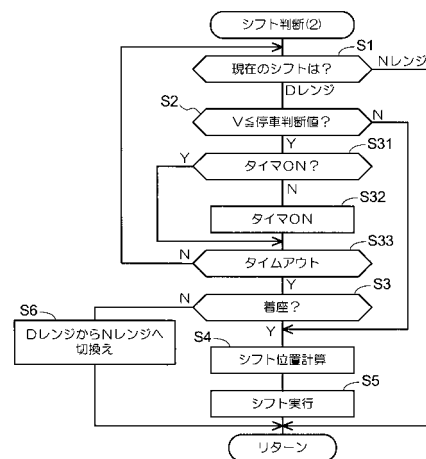 シフト判断(2)
S1
現在のシフトは?
Nレンジ
Dレンジ
S2
V≦停車判断値?
N
Y
S31
Y
タイマON?
N
S32
タイマON
S33
N
タイムアウト
Y
S3
N
着座?
S6
Y
DレンジからNレンジへ
切換え
S4
シフト位置計算
S5
シフト実行
リターン